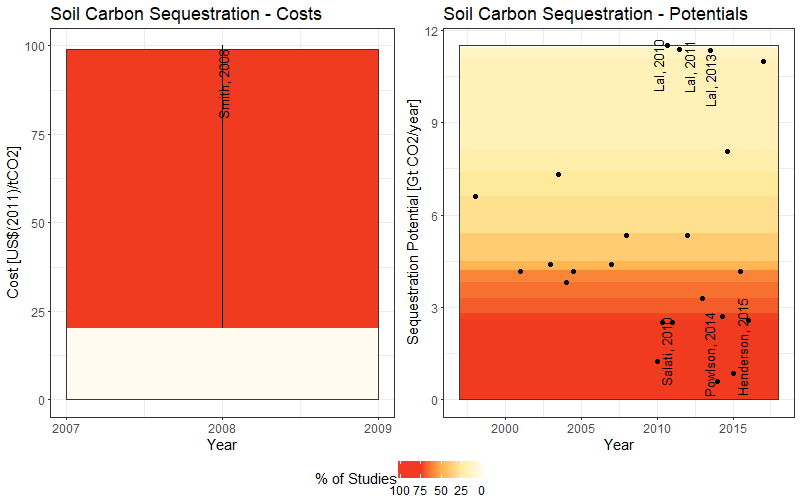 Soil Carbon Sequestration - Costs
Cost [US$(2011)/tCO2]
100
75
50
25
0
Smith, 2008
2007
2008
2009
Year
Soil Carbon Sequestration - Potentials
Sequestration Potential [Gt CO2/year]
12
9
6
3
0
Lal, 2010
Lal, 2011
Lal, 2013
Salati, 2010
Powlson, 2014
Henderson, 2015
2000
2005
2010
2015
Year
% of Studies
100 75 50 25 0